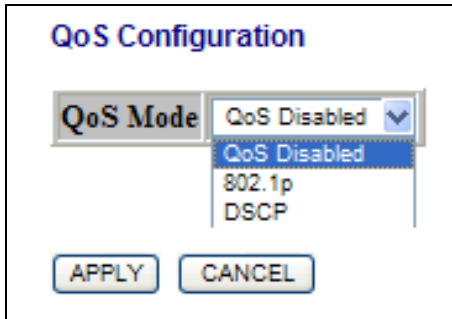 QoS Configuration
QoS Mode QoS Disabled
QoS Disabled
802.1p
DSCP
APPLY CANCEL